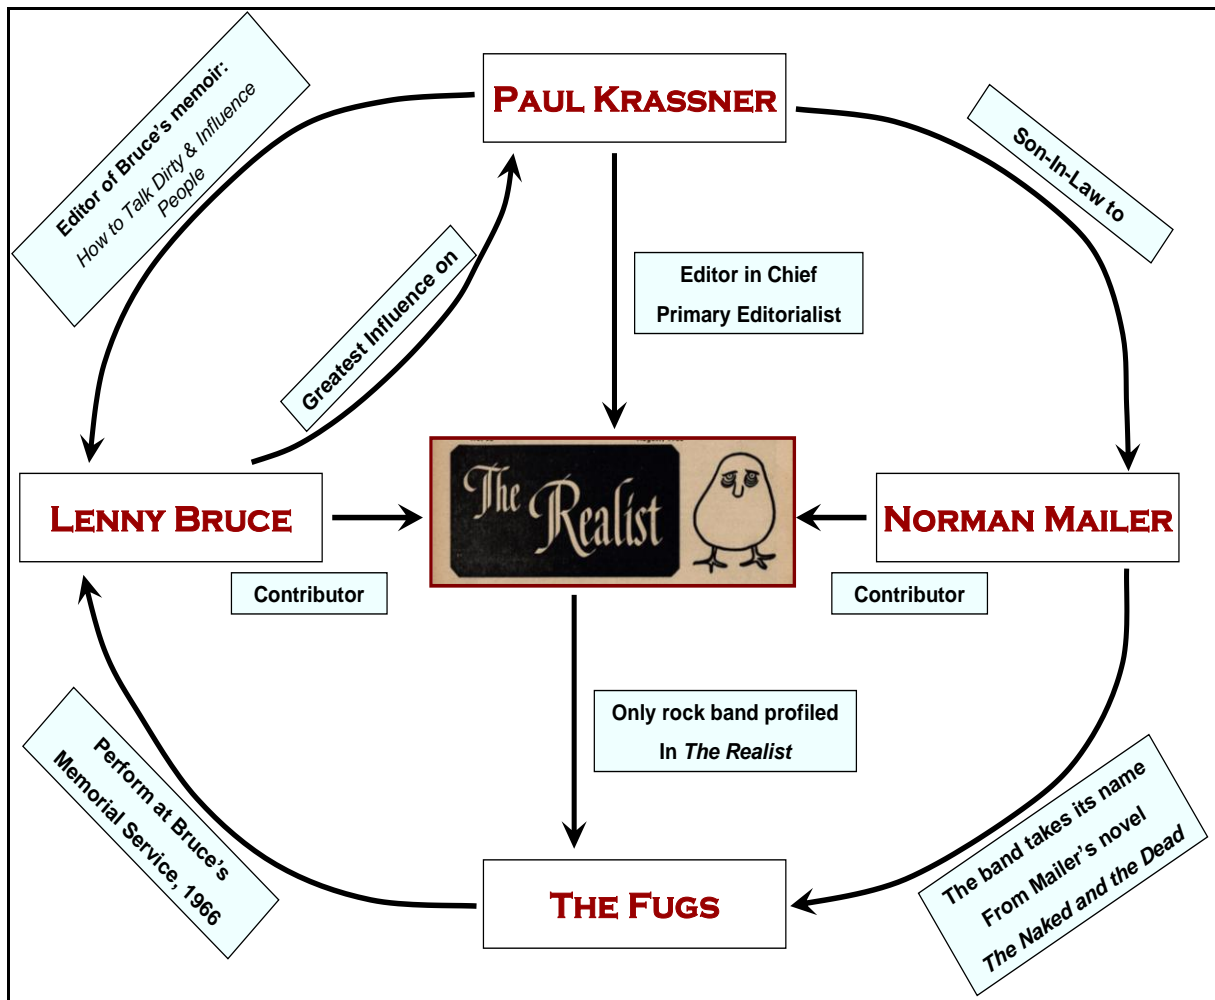 PAUL KRASSNER
Editor of Bruce’s memoir:
How to Talk Dirty & Influence
People
Son-In-Law to
Greatest Influence on
Editor in Chief
Primary Editorialist
The Realist
LENNY BRUCE
NORMAN MAILER
Contributor
Contributor
Only rock band profiled
In The Realist
Perform at Bruce’s
Memorial Service, 1966
The band takes its name
From Mailer’s novel
The Naked and the Dead
THE FUGS